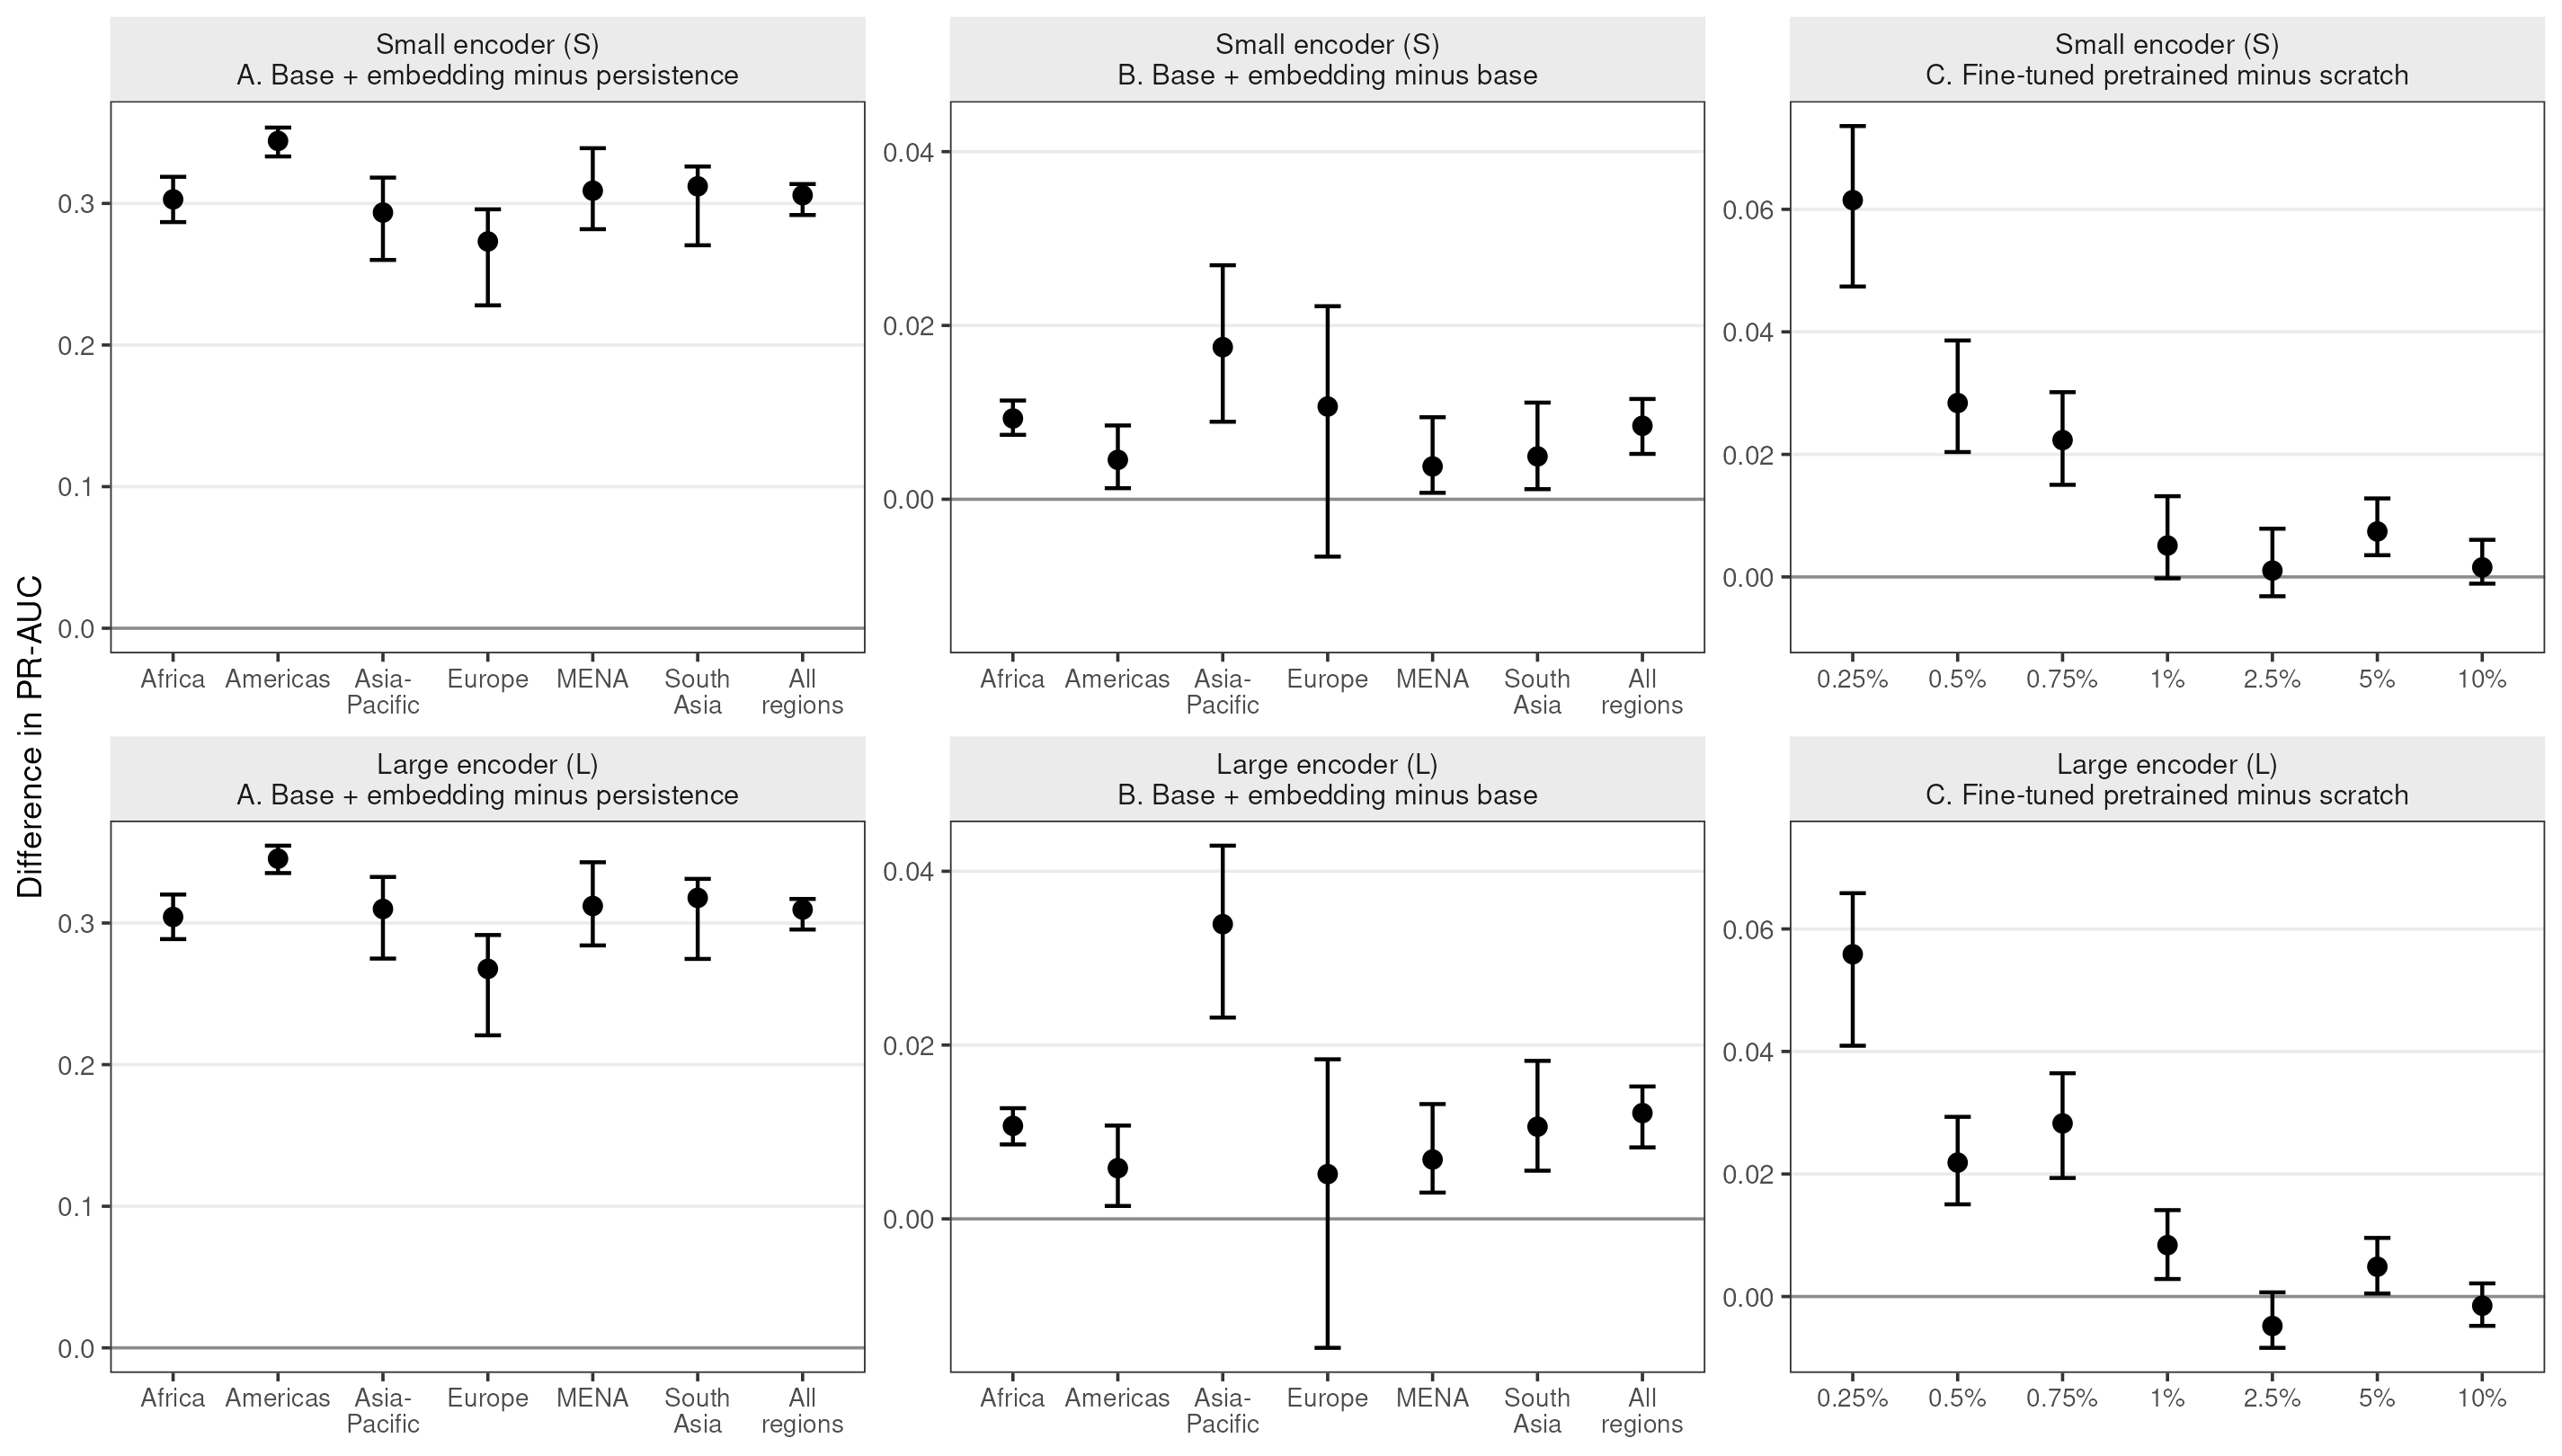 Difference in PR-AUC
Small encoder (S)
A. Base + embedding minus persistence
0.3
0.2
0.1
0.0
Africa Americas Asia- Europe MENA South All
Pacific Asia regions
Small encoder (S)
B. Base + embedding minus base
0.04
0.02
0.00
Africa Americas Asia- Europe MENA South All
Pacific Asia regions
Small encoder (S)
C. Fine-tuned pretrained minus scratch
0.06
0.04
0.02
0.00
0.25% 0.5% 0.75% 1% 2.5% 5% 10%
Large encoder (L)
A. Base + embedding minus persistence
0.3
0.2
0.1
0.0
Africa Americas Asia- Europe MENA South All
Pacific Asia regions
Large encoder (L)
B. Base + embedding minus base
0.04
0.02
0.00
Africa Americas Asia- Europe MENA South All
Pacific Asia regions
Large encoder (L)
C. Fine-tuned pretrained minus scratch
0.06
0.04
0.02
0.00
0.25% 0.5% 0.75% 1% 2.5% 5% 10%